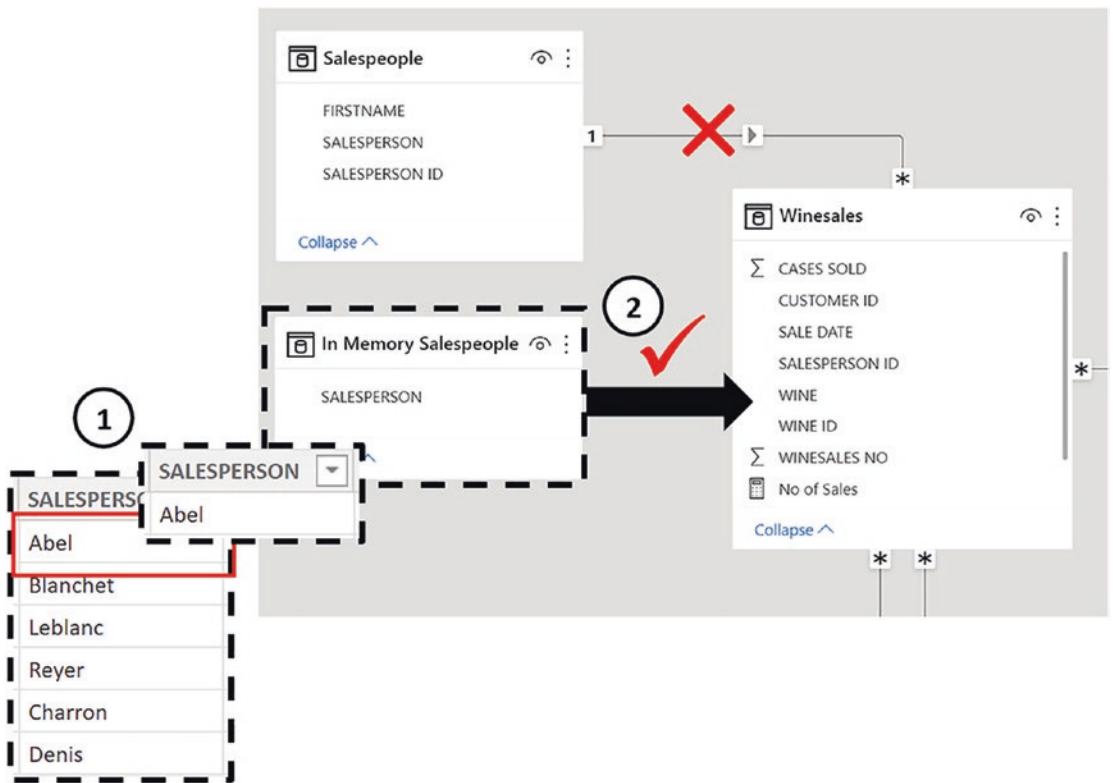 Salespeople
FIRSTNAME
SALESPERSON
SALESPERSON ID
Collapse
1
*
Winesales
CASES SOLD
CUSTOMER ID
SALE DATE
SALESPERSON ID
WINE
WINE ID
WINESALES NO
No of Sales
Collapse
*
*
*
In Memory Salespeople
SALESPERSON
2
1
SALESPERSON
Abel
SALESPERSO
Abel
Blanchet
Leblanc
Reyer
Charron
Denis